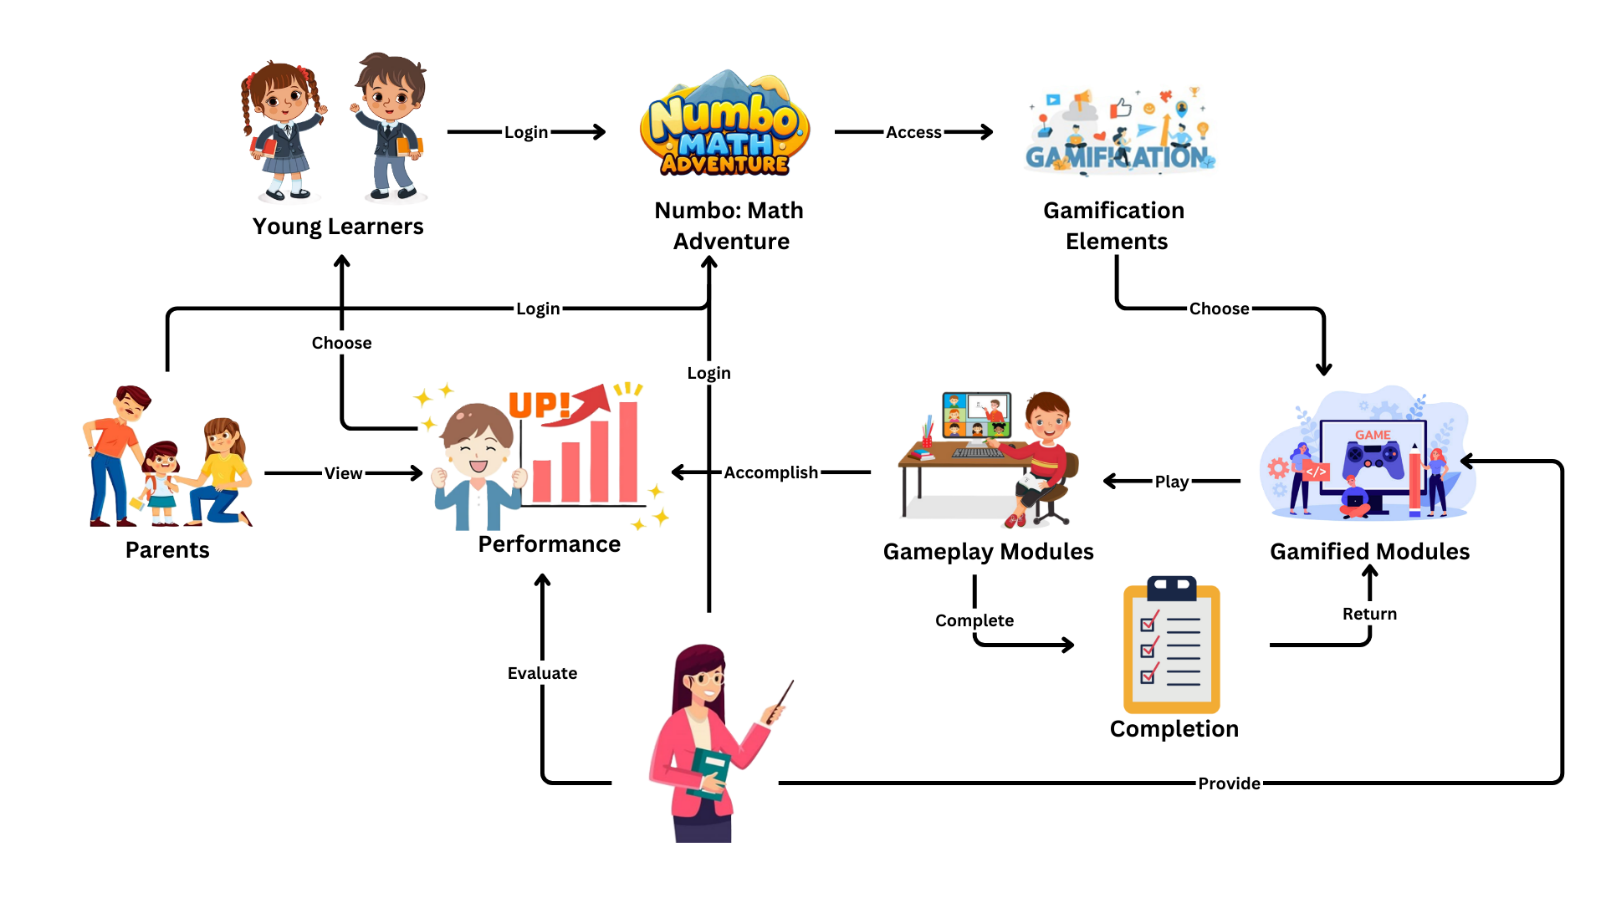 Numbo
MATH
ADVENTURE
GAMIFICATION
Login
Access
Young Learners
Numbo: Math
Adventure
Gamification
Elements
Login
Choose
Choose
Login
UP!
GAME
</>
View
Accomplish
Play
Parents
Performance
Gameplay Modules
Gamified Modules
Complete
Return
Evaluate
Completion
Provide